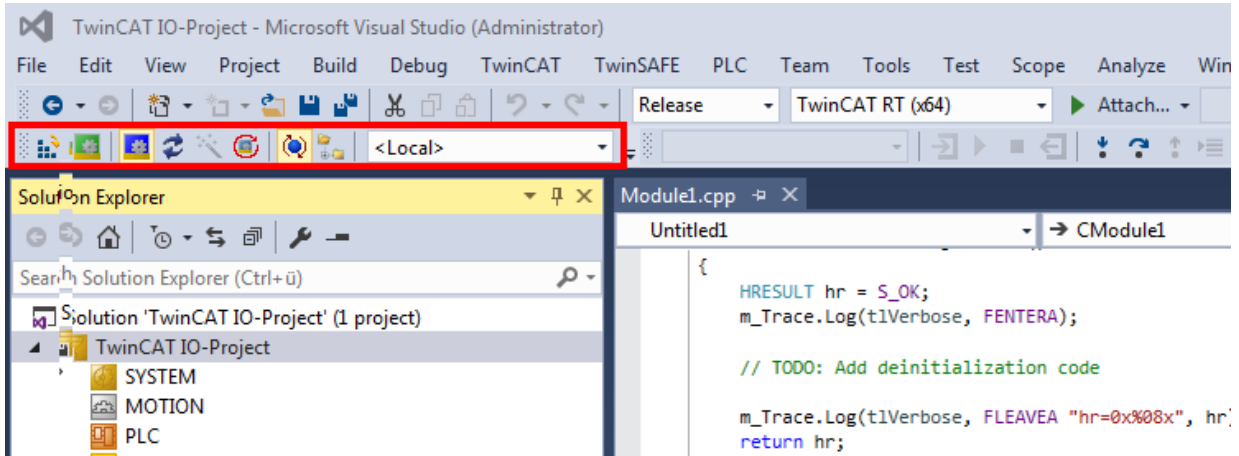 TwinCAT IO-Project - Microsoft Visual Studio (Administrator)
File Edit View Project Build Debug TwinCAT TwinSAFE PLC Team Tools Test Scope Analyze Win
Release TwinCAT RT (x64) Attach...
<Local>
Solution Explorer
Search Solution Explorer (Ctrl+ü)
Solution 'TwinCAT IO-Project' (1 project)
TwinCAT IO-Project
SYSTEM
MOTION
PLC
Module1.cpp
Untitled1 CModule1
{
HRESULT hr = S_OK;
m_Trace.Log(tlVerbose, FENTERA);
// TODO: Add deinitialization code
m_Trace.Log(tlVerbose, FLEAVEA "hr=0x%08x", hr)
return hr;